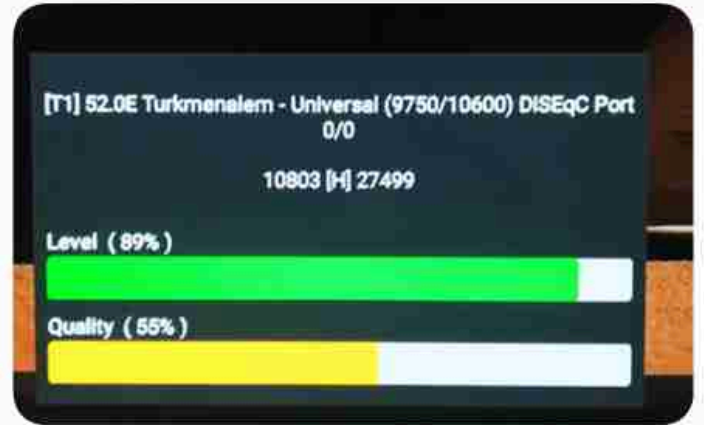 [T1] 52.0E Turkmenalem - Universal (9750/10600) DiSEqC Port
0/0
10803 [H] 27499
Level ( 89% )
Quality ( 55% )